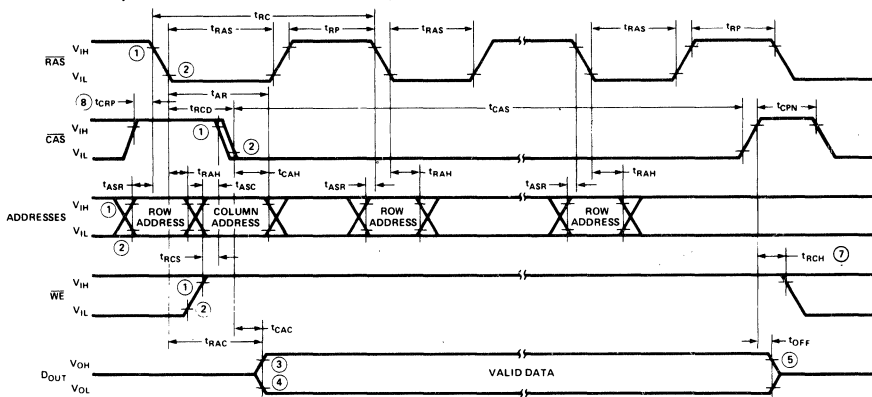 tRC
tRAS tRP tRAS tRAS tRP
RAS VIH ①
VIL ②
tAR
⑧ tCRP tRCD tCAS tCPN
CAS VIH ①
VIL ②
tRAH tCAH tRAH tRAH
tASR tASC tASR tASR
ADDRESSES VIH ① ROW ADDRESS COLUMN ADDRESS ROW ADDRESS ROW ADDRESS
VIL ②
tRCS tRCH ⑦
WE VIH ①
VIL ②
tCAC
tRAC tOFF
DOUT VOH ③ VALID DATA ⑤
VOL ④